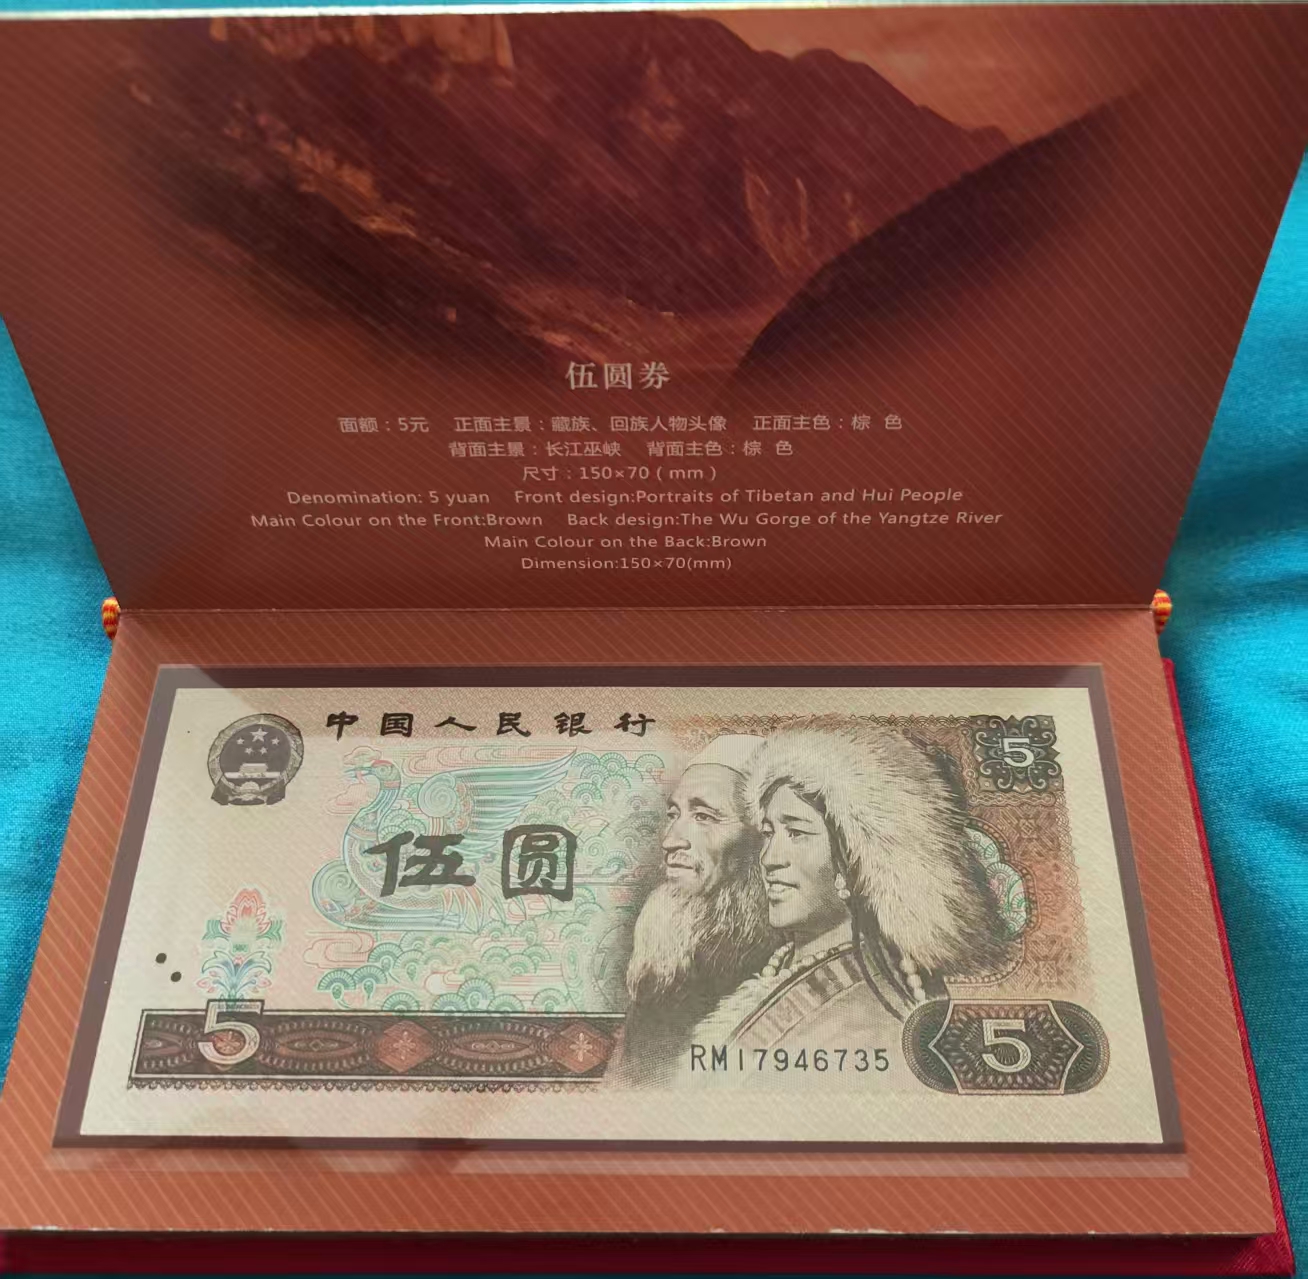 伍圆券
面额：5元 正面主景：藏族、回族人物头像 正面主色：棕 色
背面主景：长江巫峡 背面主色：棕 色
尺寸：150×70（mm）
Denomination: 5 yuan Front design:Portraits of Tibetan and Hui People
Main Colour on the Front:Brown Back design:The Wu Gorge of the Yangtze River
Main Colour on the Back:Brown
Dimension:150×70(mm)
中国人民银行
5
伍圆
5
RM17946735
5